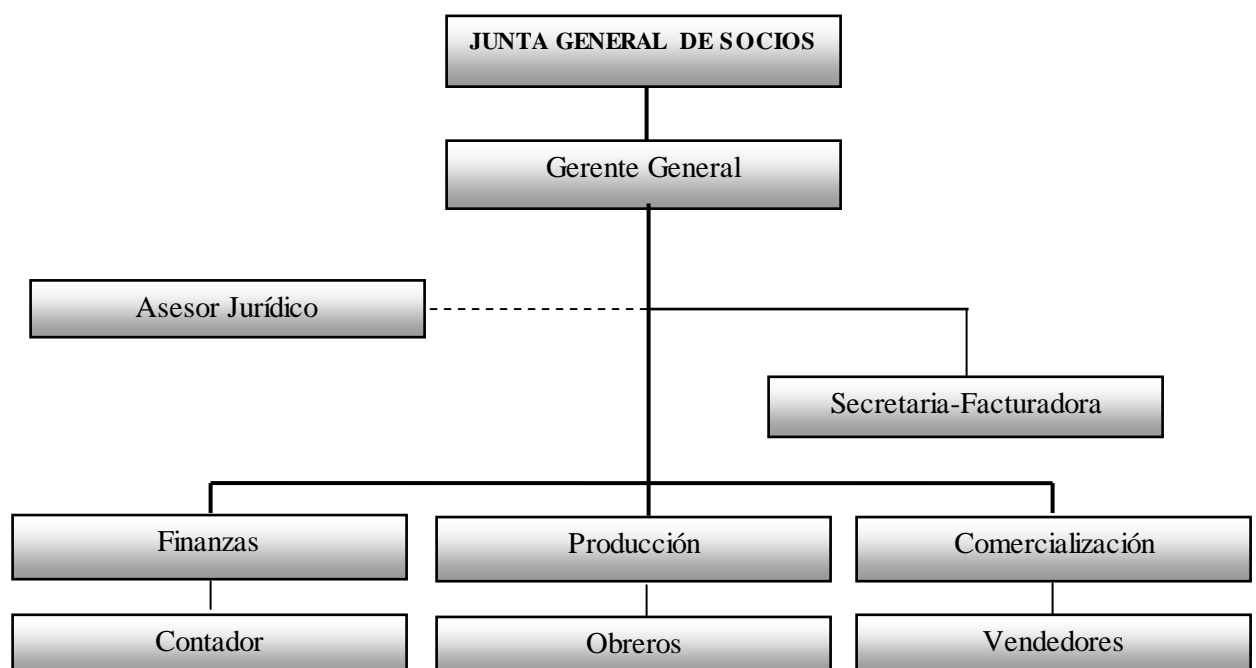 JUNTA GENERAL DE SOCIOS
Gerente General
Asesor Jurídico
Secretaria-Facturadora
Finanzas
Producción
Comercialización
Contador
Obreros
Vendedores